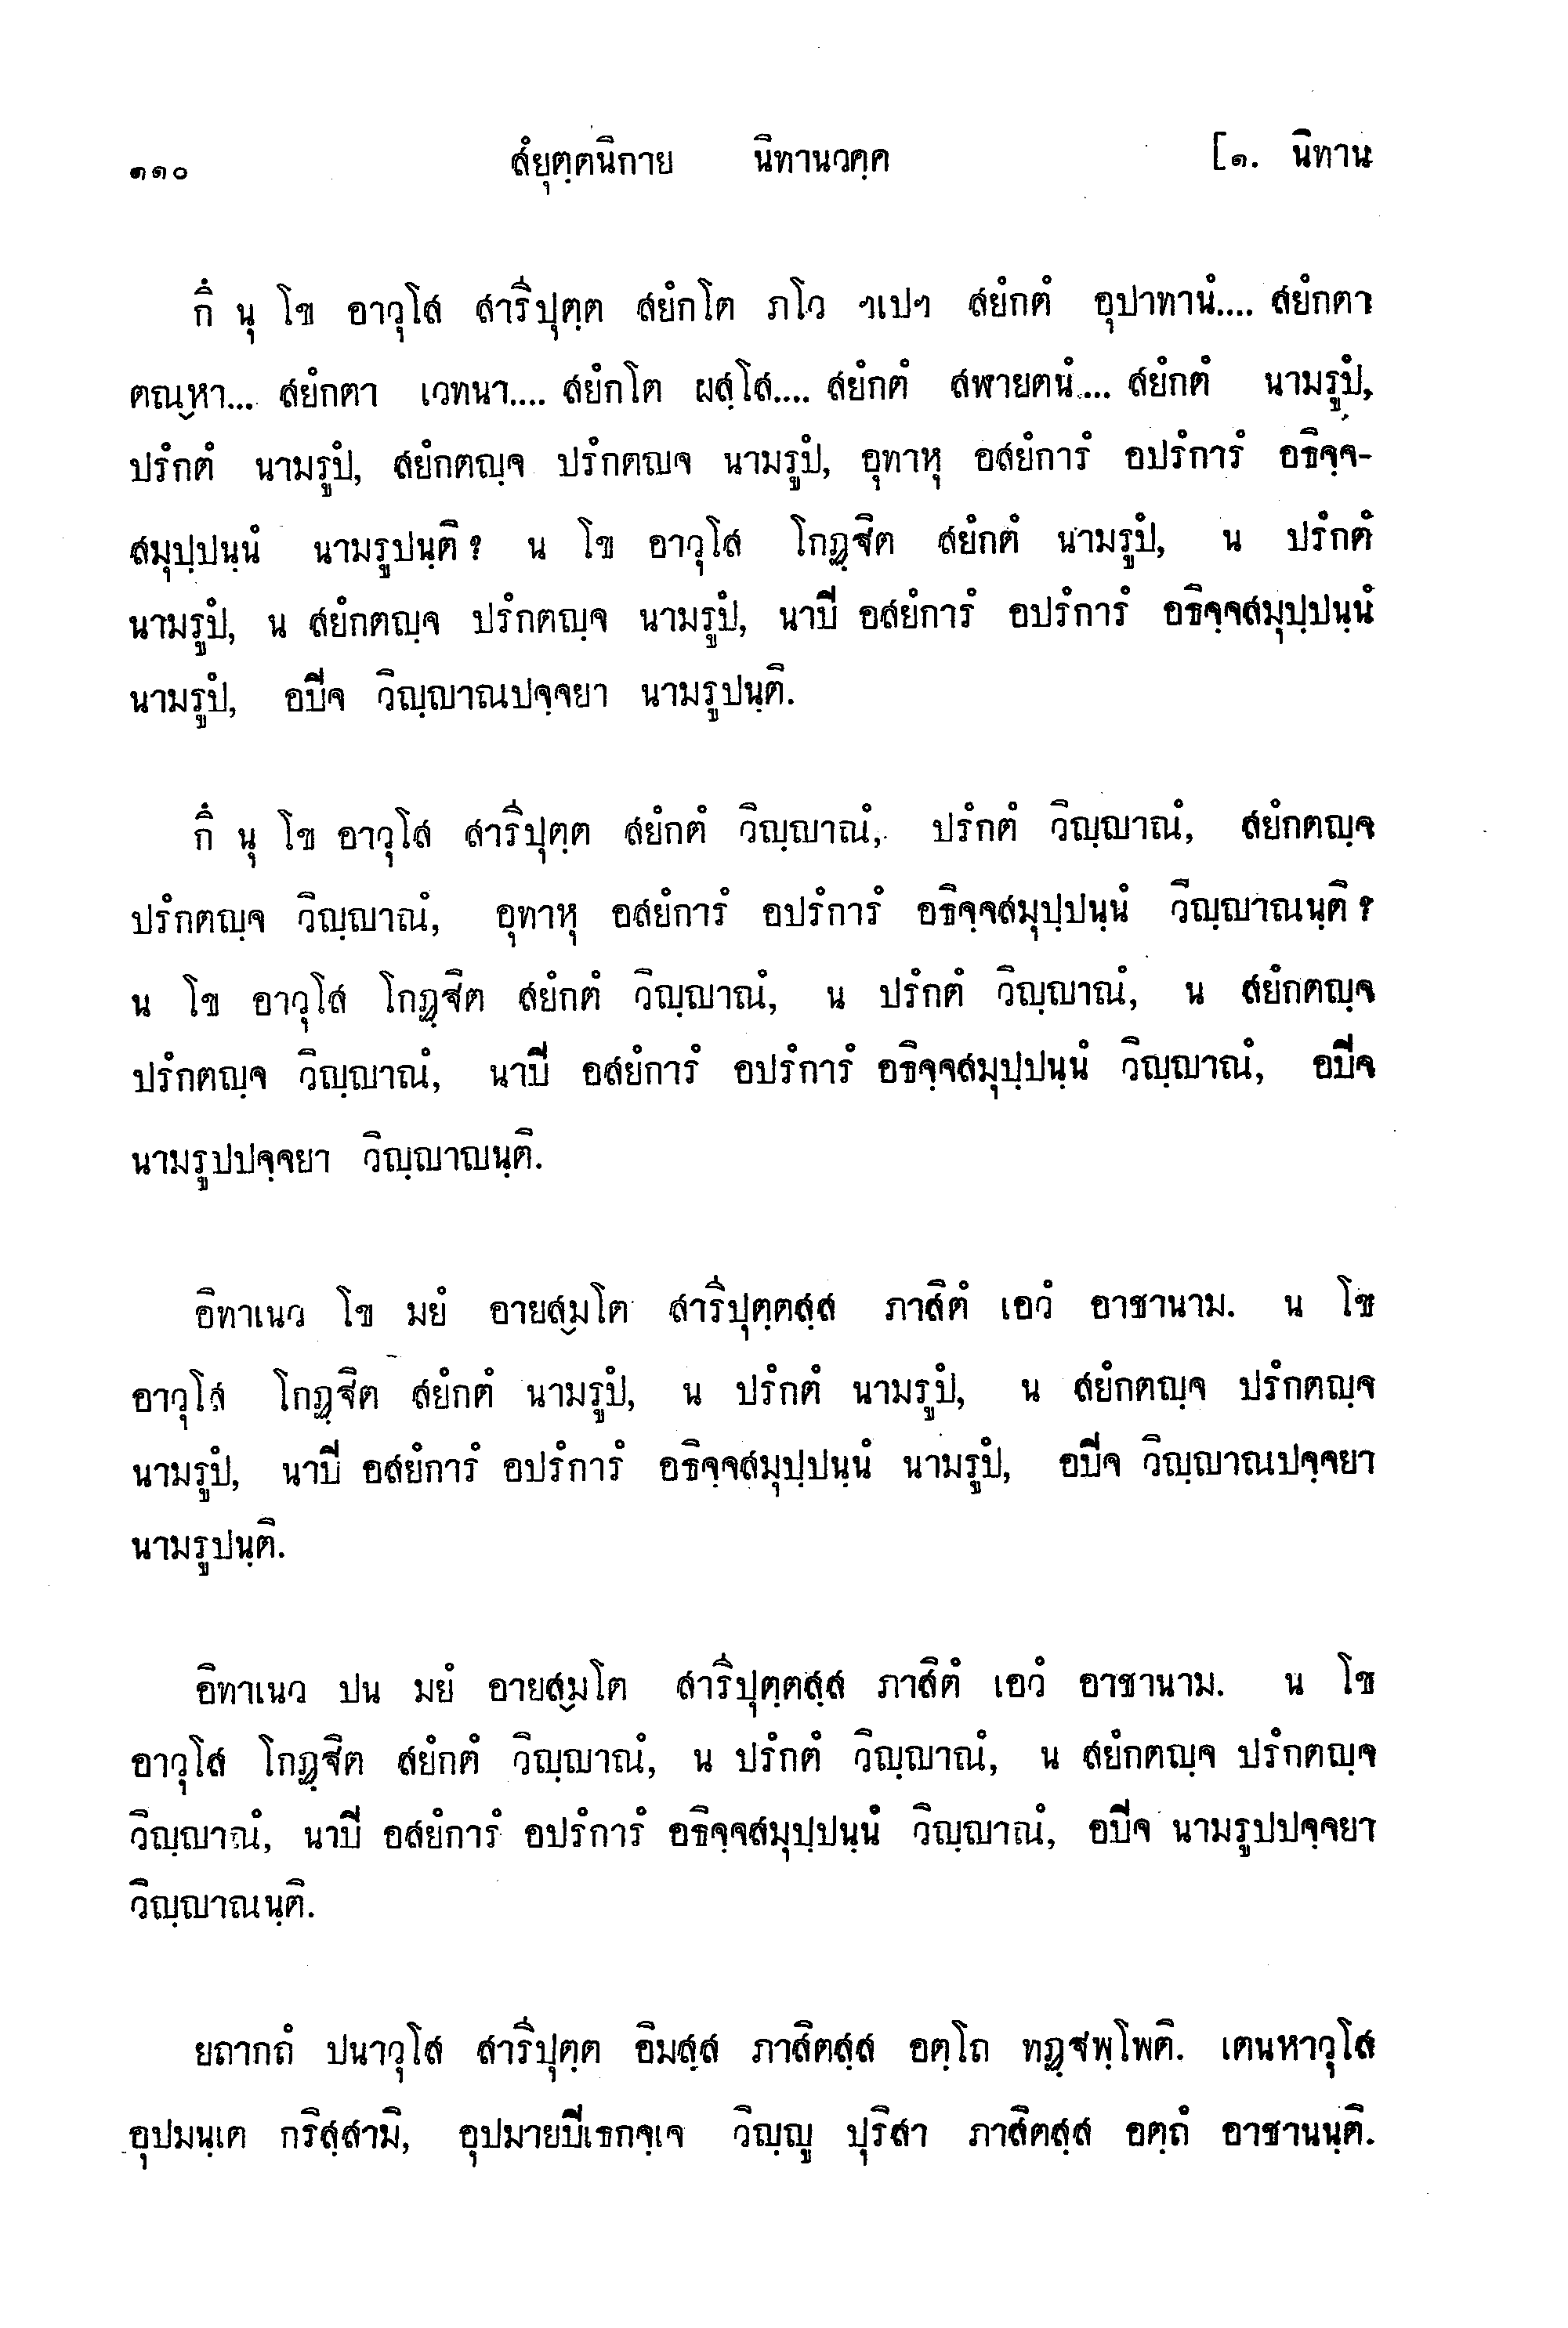 ๑๑๐ สํยุตฺตนิกาย นิทานวคฺค [๑. นิทาน
กึ นุ โข อาวุโส สาริปุตฺต สยํกโต ภโว ฯเปฯ สยํกตํ อุปาทานํ.... สยํกตา
ตณฺหา... สยํกตา เวทนา.... สยํกโต ผสฺโส.... สยํกตํ สฬายตนํ.... สยํกตํ นามรูปํ,
ปรํกตํ นามรูปํ, สยํกตญฺจ ปรํกตญจ นามรูปํ, อุทาหุ อสยํการํ อปรํการํ อธิจฺจ-
สมุปฺปนฺนํ นามรูปนฺติ ? น โข อาวุโส โกฏฺฐิต สยํกตํ นามรูปํ, น ปรํกตํ
นามรูปํ, น สยํกตญฺจ ปรํกตญฺจ นามรูปํ, นาปิ อสยํการํ อปรํการํ อธิจฺจสมุปฺปนฺนํ
นามรูปํ, อปิจ วิญฺญาณปจฺจยา นามรูปนฺติ.
กึ นุ โข อาวุโส สาริปุตฺต สยํกตํ วิญฺญาณํ, ปรํกตํ วิญฺญาณํ, สยํกตญฺจ
ปรํกตญฺจ วิญฺญาณํ, อุทาหุ อสยํการํ อปรํการํ อธิจฺจสมุปฺปนฺนํ วิญฺญาณนฺติ ?
น โข อาวุโส โกฏฺฐิต สยํกตํ วิญฺญาณํ, น ปรํกตํ วิญฺญาณํ, น สยํกตญฺจ
ปรํกตญฺจ วิญฺญาณํ, นาปิ อสยํการํ อปรํการํ อธิจฺจสมุปฺปนฺนํ วิญฺญาณํ, อปิจ
นามรูปปจฺจยา วิญฺญาณนฺติ.
อิทาเนว โข มยํ อายสฺมโต สาริปุตฺตสฺส ภาสิตํ เอวํ อาชานาม. น โข
อาวุโส โกฏฺฐิต สยํกตํ นามรูปํ, น ปรํกตํ นามรูปํ, น สยํกตญฺจ ปรํกตญฺจ
นามรูปํ, นาปิ อสยํการํ อปรํการํ อธิจฺจสมุปฺปนฺนํ นามรูปํ, อปิจ วิญฺญาณปจฺจยา
นามรูปนฺติ.
อิทาเนว ปน มยํ อายสฺมโต สาริปุตฺตสฺส ภาสิตํ เอวํ อาชานาม. น โข
อาวุโส โกฏฺฐิต สยํกตํ วิญฺญาณํ, น ปรํกตํ วิญฺญาณํ, น สยํกตญฺจ ปรํกตญฺจ
วิญฺญาณํ, นาปิ อสยํการํ อปรํการํ อธิจฺจสมุปฺปนฺนํ วิญฺญาณํ, อปิจ นามรูปปจฺจยา
วิญฺญาณนฺติ.
ยถากถํ ปนาวุโส สาริปุตฺต อิมสฺส ภาสิตสฺส อตฺโถ ทฏฺฐพฺโพติ. เตนหาวุโส
อุปมนฺเต กริสฺสามิ, อุปมายปิเธกจฺเจ วิญฺญู ปุริสา ภาสิตสฺส อตฺถํ อาชานนฺติ.